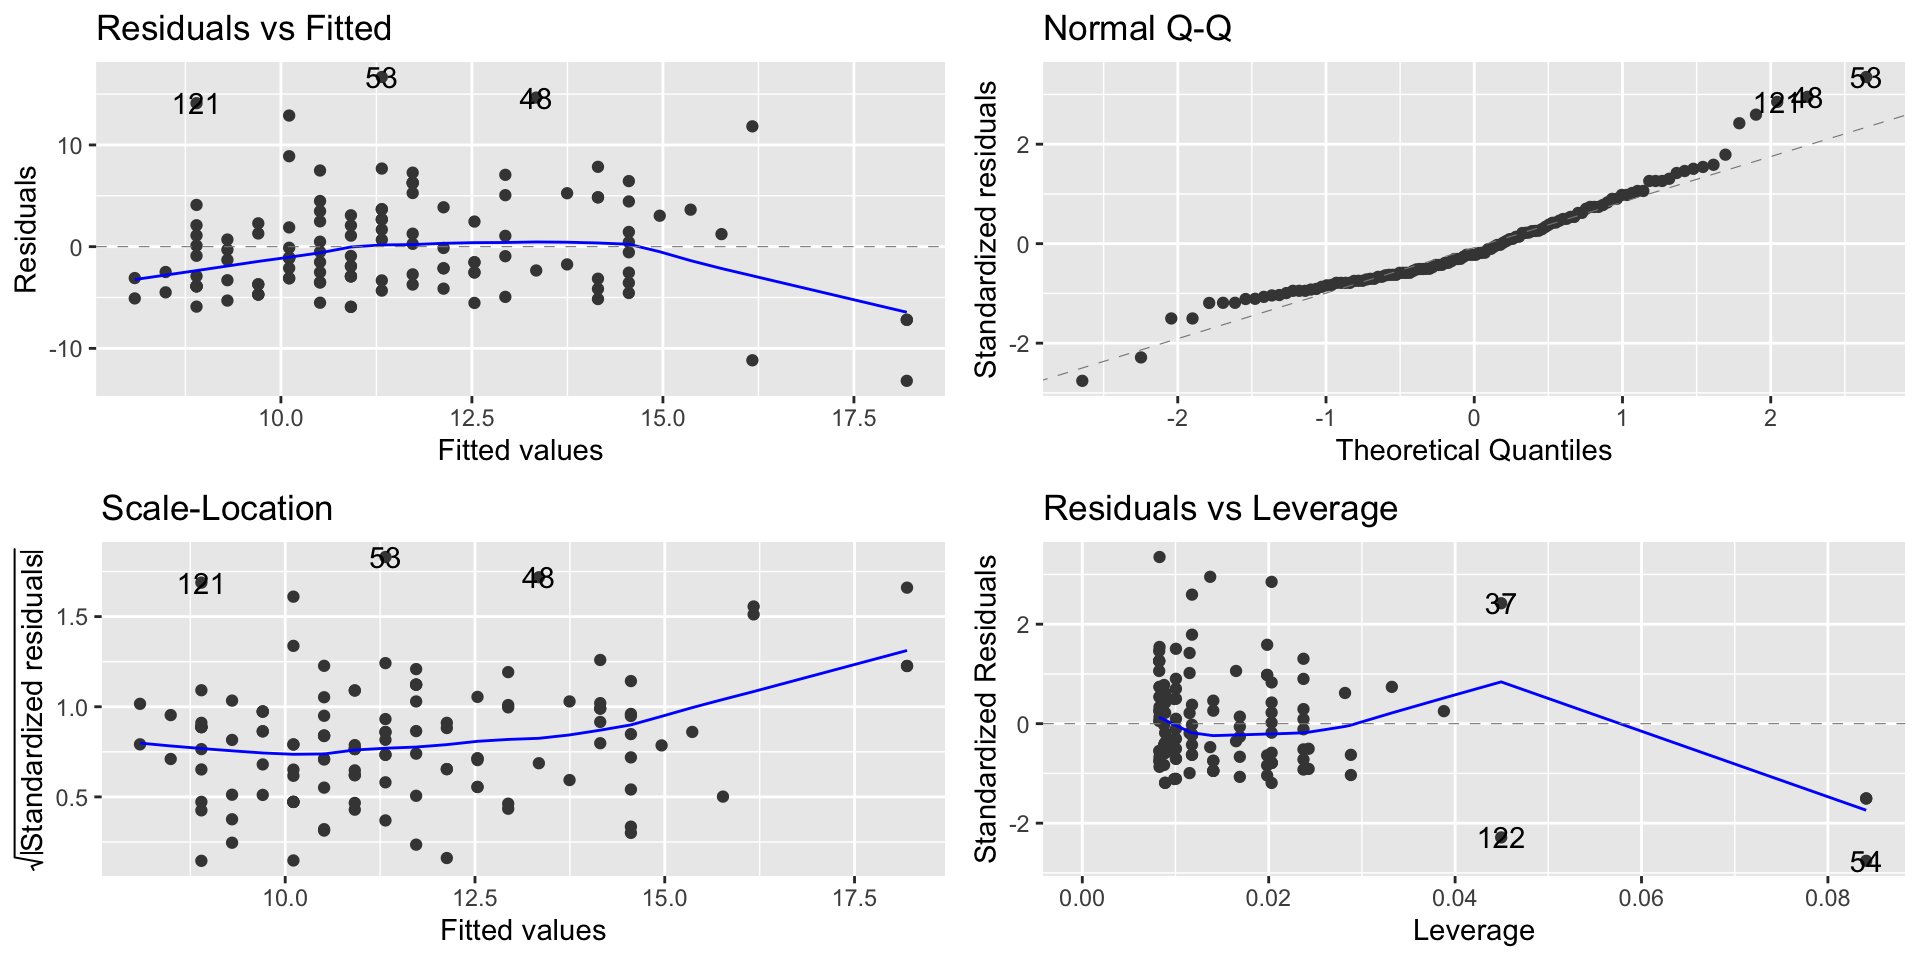 Residuals vs Fitted
58
48
121
10
0
-10
Residuals
10.0 12.5 15.0 17.5
Fitted values
Normal Q-Q
53
48
121
2
0
-2
Standardized residuals
-2 -1 0 1 2
Theoretical Quantiles
Scale-Location
58
48
121
1.5
1.0
0.5
√|Standardized residuals|
10.0 12.5 15.0 17.5
Fitted values
Residuals vs Leverage
37
122
54
2
0
-2
Standardized Residuals
0.00 0.02 0.04 0.06 0.08
Leverage